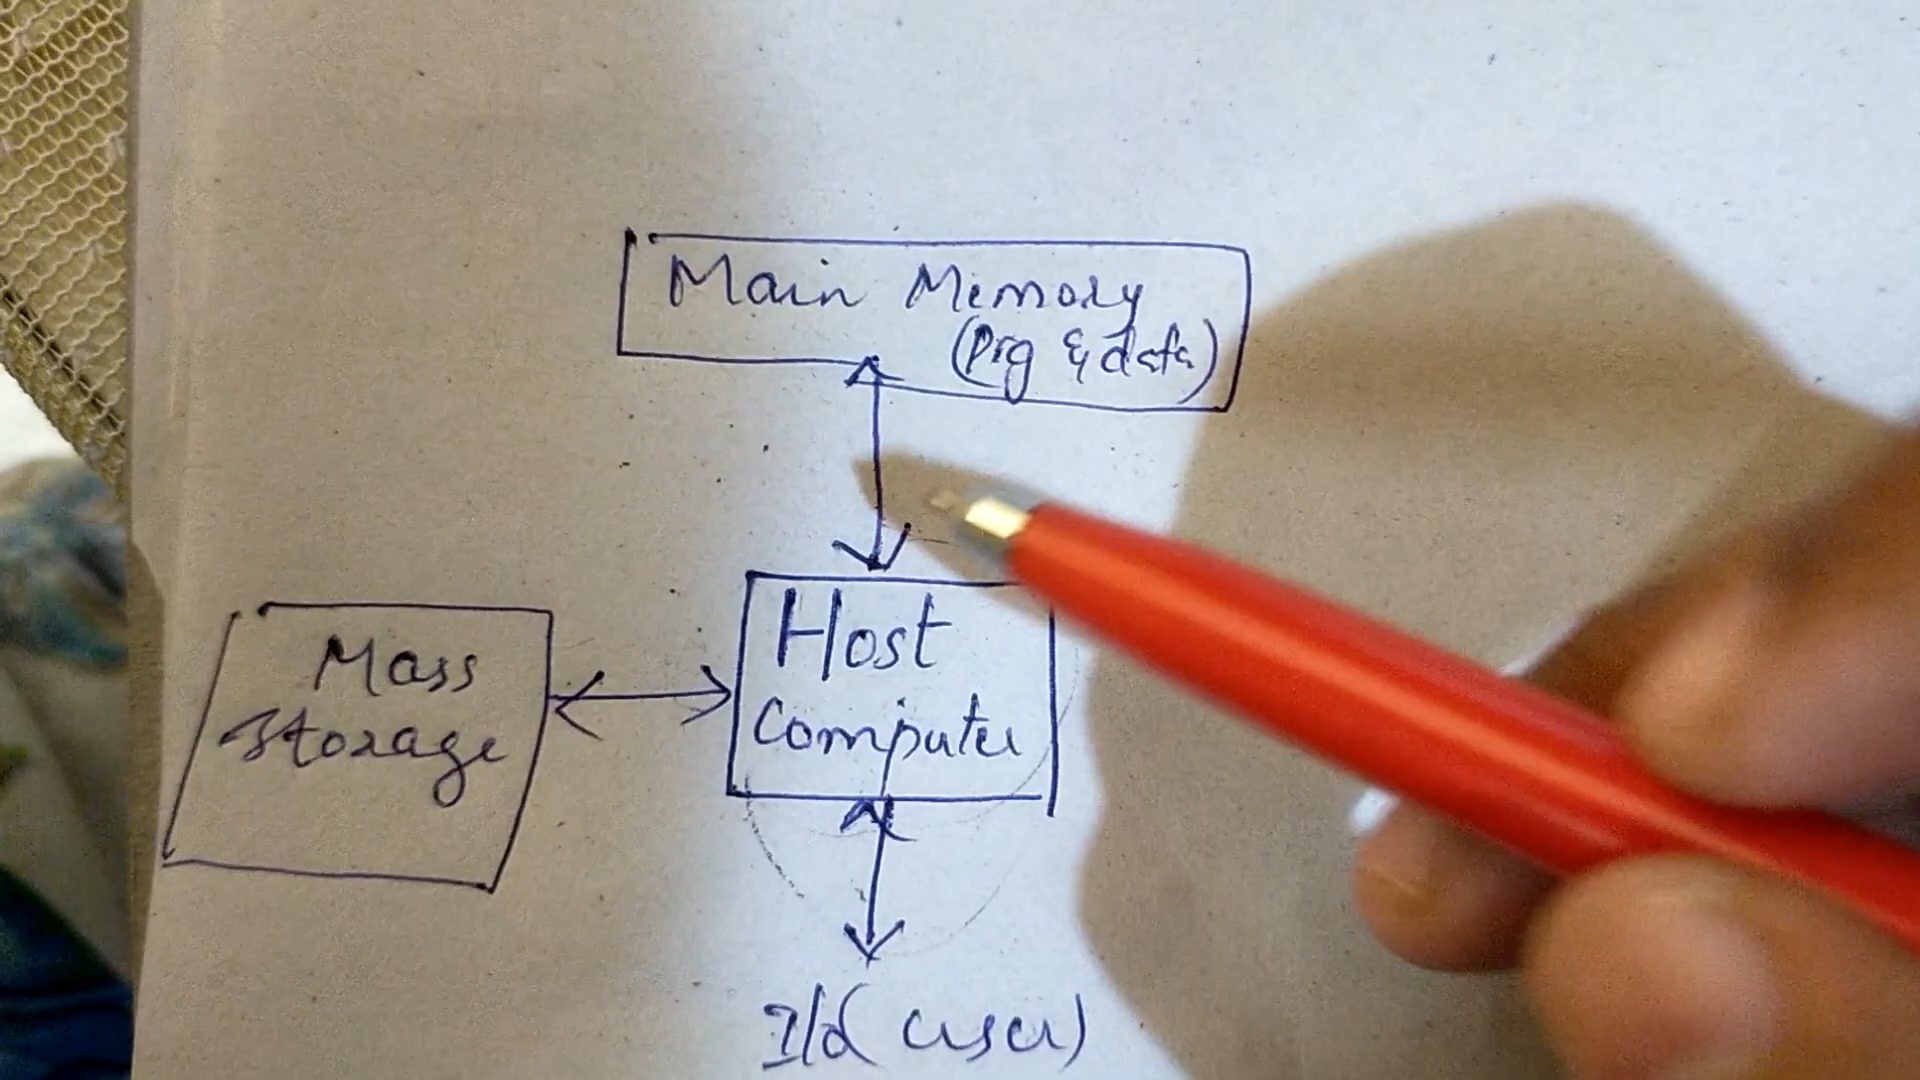 Main Memory
(Prg & data)
Host
Computer
Mass
Storage
I/O (User)